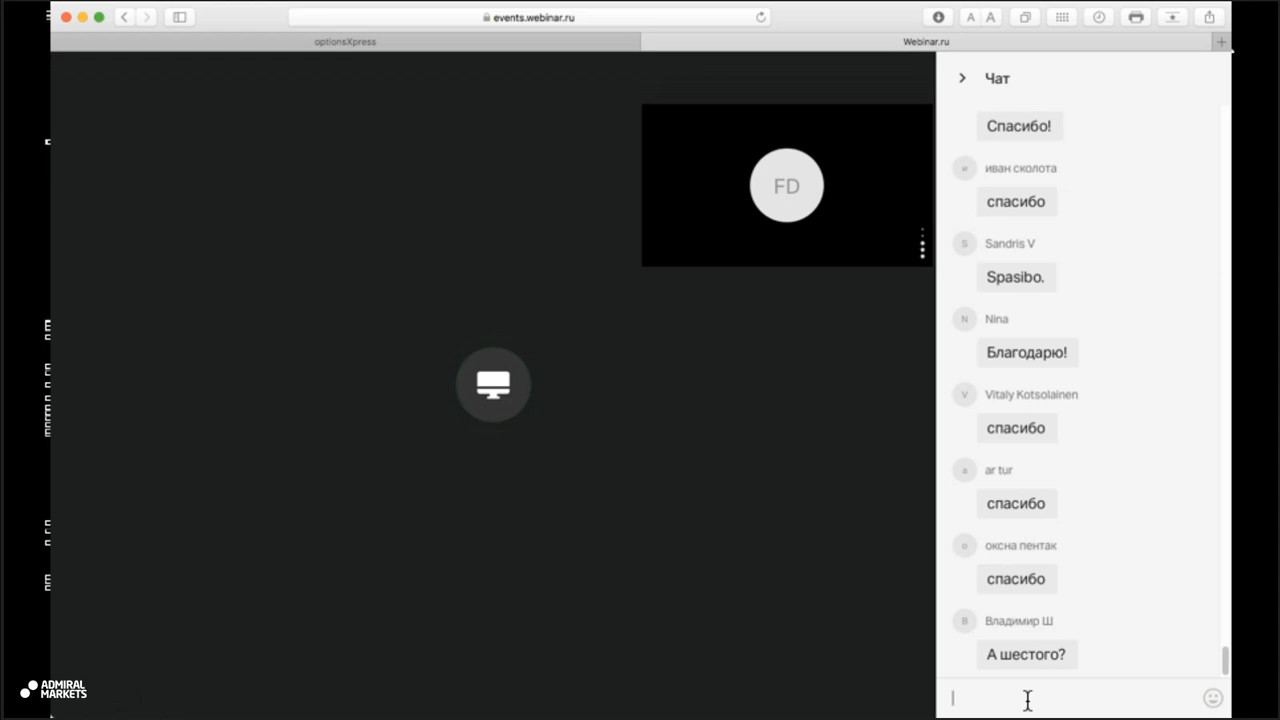 events.webinar.ru
A A
optionsXpress
Webinar.ru
+
Чат
Спасибо!
FD
и иван сколота
спасибо
S Sandris V
Spasibo.
N Nina
Благодарю!
V Vitaly Kotsolainen
спасибо
a ar tur
спасибо
о оксна пентак
спасибо
В Владимир Ш
А шестого?
ADMIRAL
MARKETS